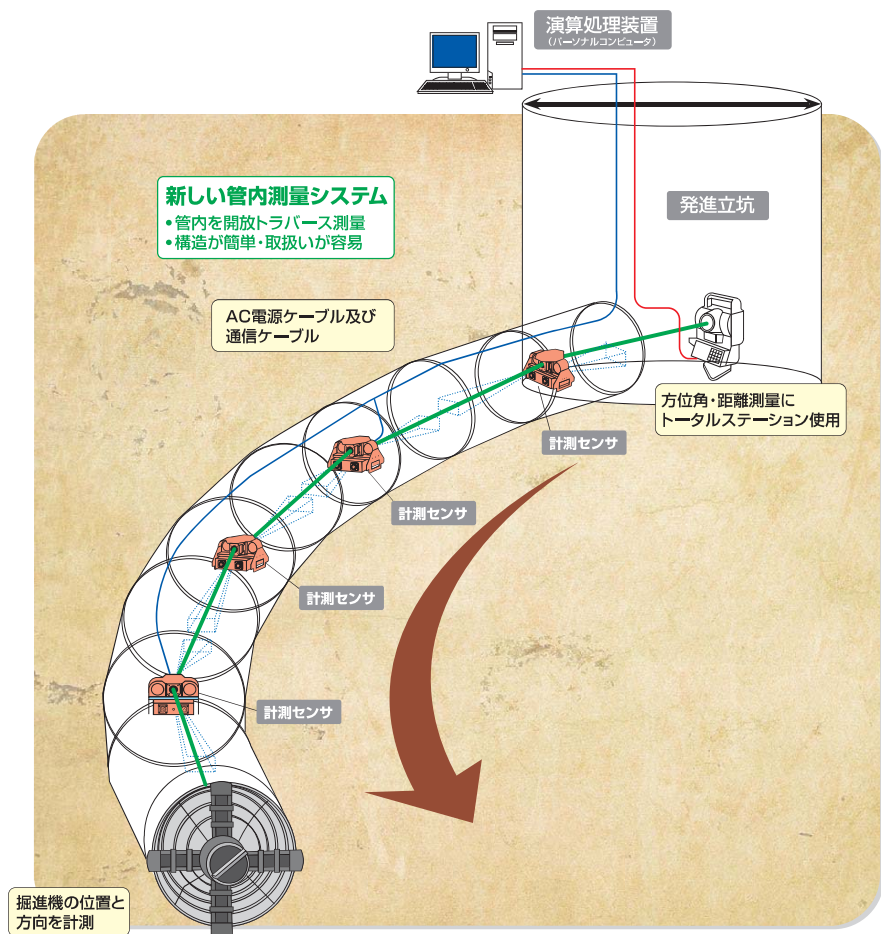 演算処理装置
(パーソナルコンピュータ)
新しい管内測量システム
•管内を開放トラバース測量
•構造が簡単・取扱いが容易
発進立坑
AC電源ケーブル及び
通信ケーブル
方位角・距離測量に
トータルステーション使用
計測センサ
計測センサ
計測センサ
計測センサ
掘進機の位置と
方向を計測